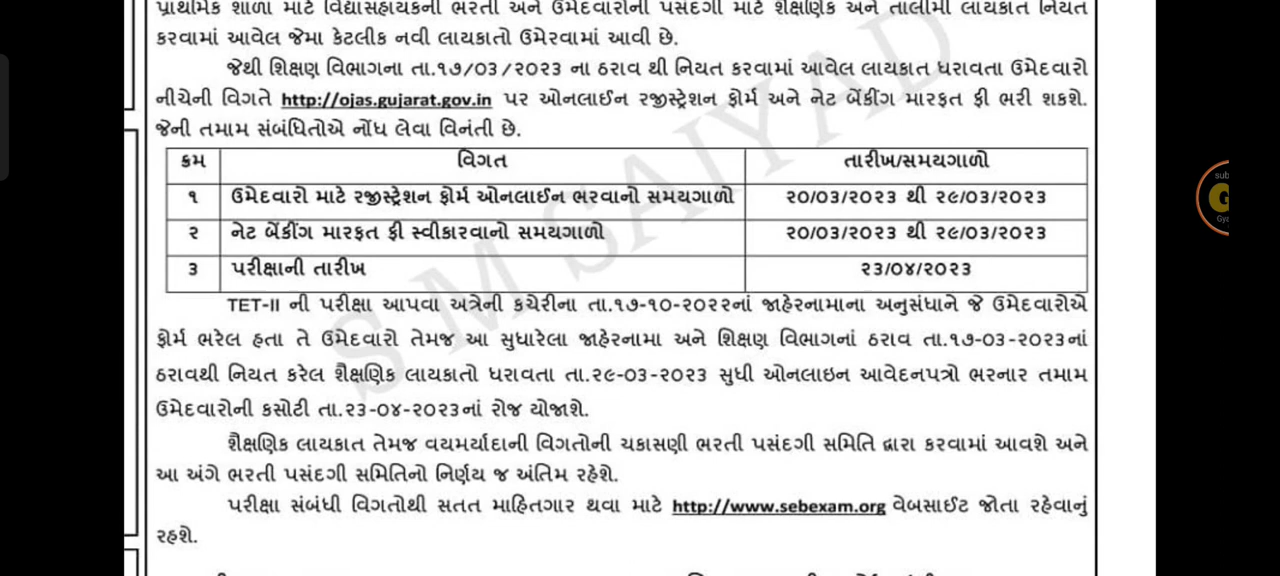 પ્રાથમિક શાળા માટે વિદ્યાસહાયકની ભરતી અને ઉમેદવારોની પસંદગી માટે શૈક્ષણિક અને તાલીમી લાયકાત નિયત
કરવામાં આવેલ જેમા કેટલીક નવી લાયકાતો ઉમેરવામાં આવી છે.
જેથી શિક્ષણ વિભાગના તા.૧૭/૦૩/૨૦૨૩ ના ઠરાવ થી નિયત કરવામાં આવેલ લાયકાત ધરાવતા ઉમેદવારો
નીચેની વિગતે http://ojas.gujarat.gov.in પર ઓનલાઈન રજીસ્ટ્રેશન ફોર્મ અને નેટ બેંકીંગ મારફત ફી ભરી શકશે.
જેની તમામ સંબંધિતોએ નોંધ લેવા વિનંતી છે.
ક્રમ વિગત તારીખ/સમયગાળો
૧ ઉમેદવારો માટે રજીસ્ટ્રેશન ફોર્મ ઓનલાઈન ભરવાનો સમયગાળો ૨૦/૦૩/૨૦૨૩ થી ૨૯/૦૩/૨૦૨૩
૨ નેટ બેંકીંગ મારફત ફી સ્વીકારવાનો સમયગાળો ૨૦/૦૩/૨૦૨૩ થી ૨૯/૦૩/૨૦૨૩
૩ પરીક્ષાની તારીખ ૨૩/૦૪/૨૦૨૩
TET-II ની પરીક્ષા આપવા અત્રેની કચેરીના તા.૧૭-૧૦-૨૦૨૨નાં જાહેરનામાના અનુસંધાને જે ઉમેદવારોએ
ફોર્મ ભરેલ હતા તે ઉમેદવારો તેમજ આ સુધારેલા જાહેરનામા અને શિક્ષણ વિભાગનાં ઠરાવ તા.૧૭-૦૩-૨૦૨૩નાં
ઠરાવથી નિયત કરેલ શૈક્ષણિક લાયકાતો ધરાવતા તા.૨૯-૦૩-૨૦૨૩ સુધી ઓનલાઇન આવેદનપત્રો ભરનાર તમામ
ઉમેદવારોની કસોટી તા.૨૩-૦૪-૨૦૨૩નાં રોજ યોજાશે.
શૈક્ષણિક લાયકાત તેમજ વયમર્યાદાની વિગતોની ચકાસણી ભરતી પસંદગી સમિતિ દ્વારા કરવામાં આવશે અને
આ અંગે ભરતી પસંદગી સમિતિનો નિર્ણય જ અંતિમ રહેશે.
પરીક્ષા સંબંધી વિગતોથી સતત માહિતગાર થવા માટે http://www.sebexam.org વેબસાઈટ જોતા રહેવાનું
રહશે.
S M SAIYAD
sub
G